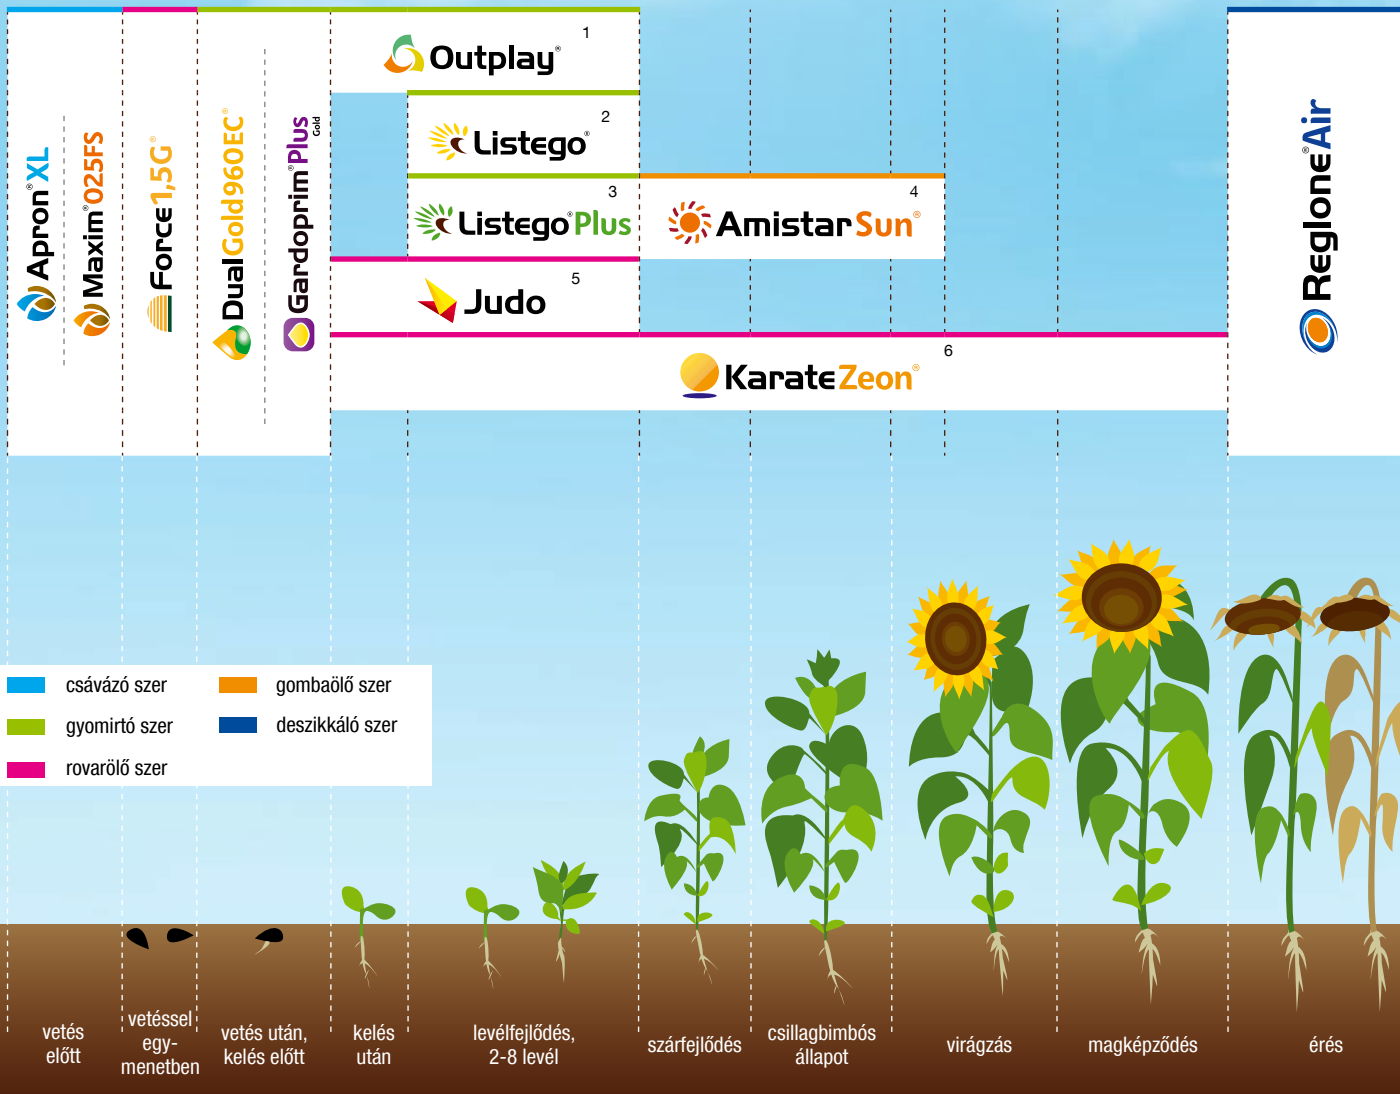 Apron® XL
Maxim® 025FS
Force 1,5G®
Dual Gold 960 EC®
Gardoprim® Plus Gold
Outplay® 1
Listego® 2
Listego® Plus 3
Amistar Sun® 4
Judo 5
Karate Zeon® 6
Reglone® Air
csávázó szer
gyomirtó szer
rovarölő szer
gombaölő szer
deszikkáló szer
vetés
előtt
vetéssel
egy-
menetben
vetés után,
kelés előtt
kelés
után
levélfejlődés,
2-8 levél
szárfejlődés
csillagbimbós
állapot
virágzás
magképződés
érés